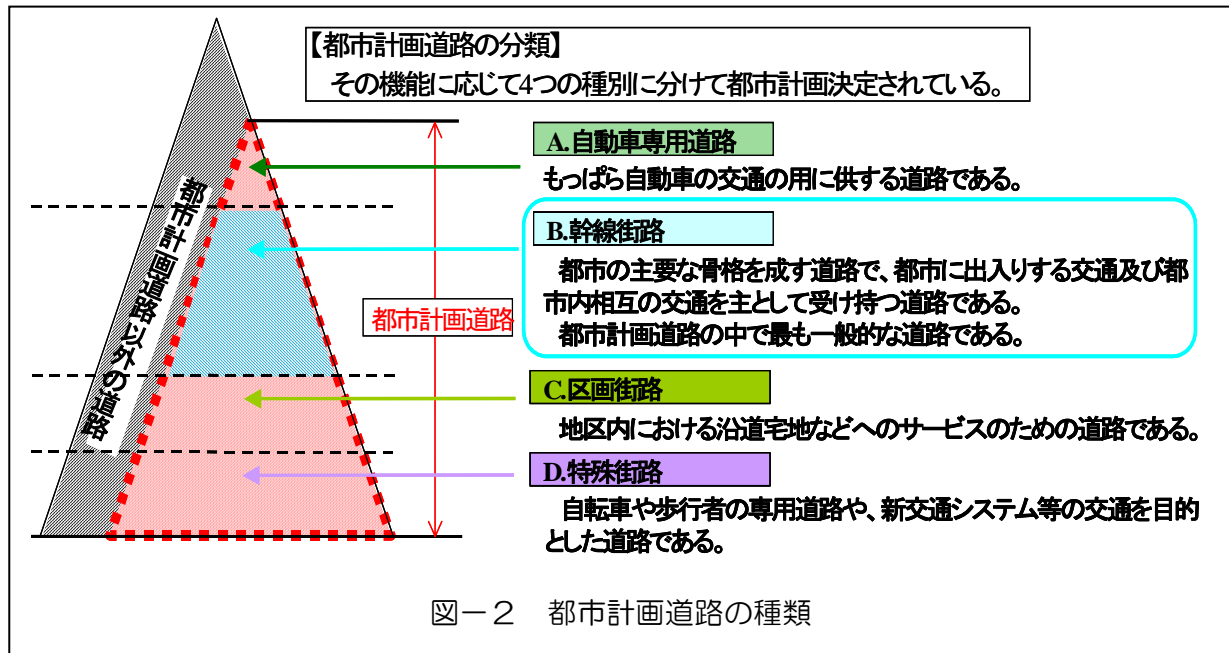 【都市計画道路の分類】
その機能に応じて4つの種別に分けて都市計画決定されている。
A.自動車専用道路
もっぱら自動車の交通の用に供する道路である。
B.幹線街路
都市の主要な骨格を成す道路で、都市に出入りする交通及び都
市内相互の交通を主として受け持つ道路である。
都市計画道路の中で最も一般的な道路である。
都市計画道路以外の道路
都市計画道路
C.区画街路
地区内における沿道宅地などへのサービスのための道路である。
D.特殊街路
自転車や歩行者の専用道路や、新交通システム等の交通を目的
とした道路である。
図－２　都市計画道路の種類